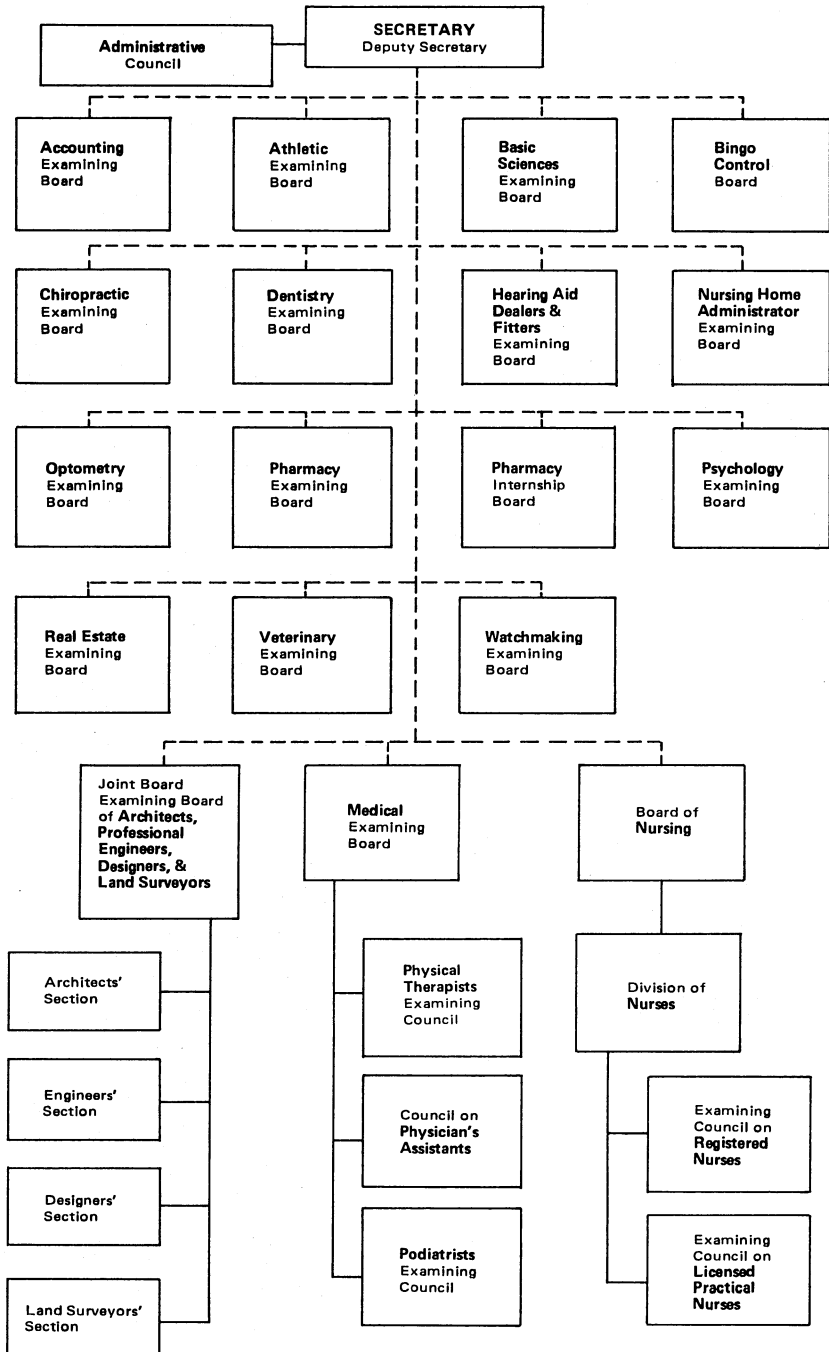 SECRETARY
Deputy Secretary
Administrative
Council
Accounting
Examining
Board
Athletic
Examining
Board
Basic
Sciences
Examining
Board
Bingo
Control
Board
Chiropractic
Examining
Board
Dentistry
Examining
Board
Hearing Aid
Dealers &
Fitters
Examining
Board
Nursing Home
Administrator
Examining
Board
Optometry
Examining
Board
Pharmacy
Examining
Board
Pharmacy
Internship
Board
Psychology
Examining
Board
Real Estate
Examining
Board
Veterinary
Examining
Board
Watchmaking
Examining
Board
Joint Board
Examining Board
of Architects,
Professional
Engineers,
Designers, &
Land Surveyors
Medical
Examining
Board
Board of
Nursing
Architects'
Section
Engineers'
Section
Designers'
Section
Land Surveyors'
Section
Physical
Therapists
Examining
Council
Council on
Physician's
Assistants
Podiatrists
Examining
Council
Division of
Nurses
Examining
Council on
Registered
Nurses
Examining
Council on
Licensed
Practical
Nurses